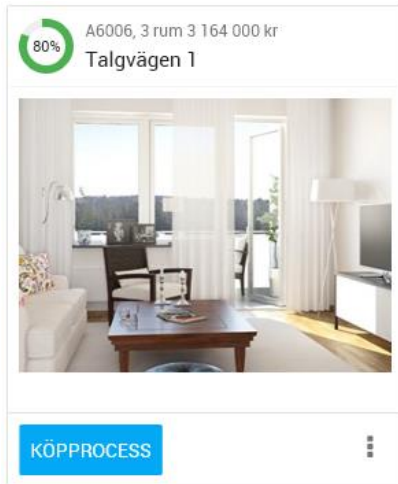 80%
A6006, 3 rum 3 164 000 kr
Talgvägen 1
KÖPPROCESS